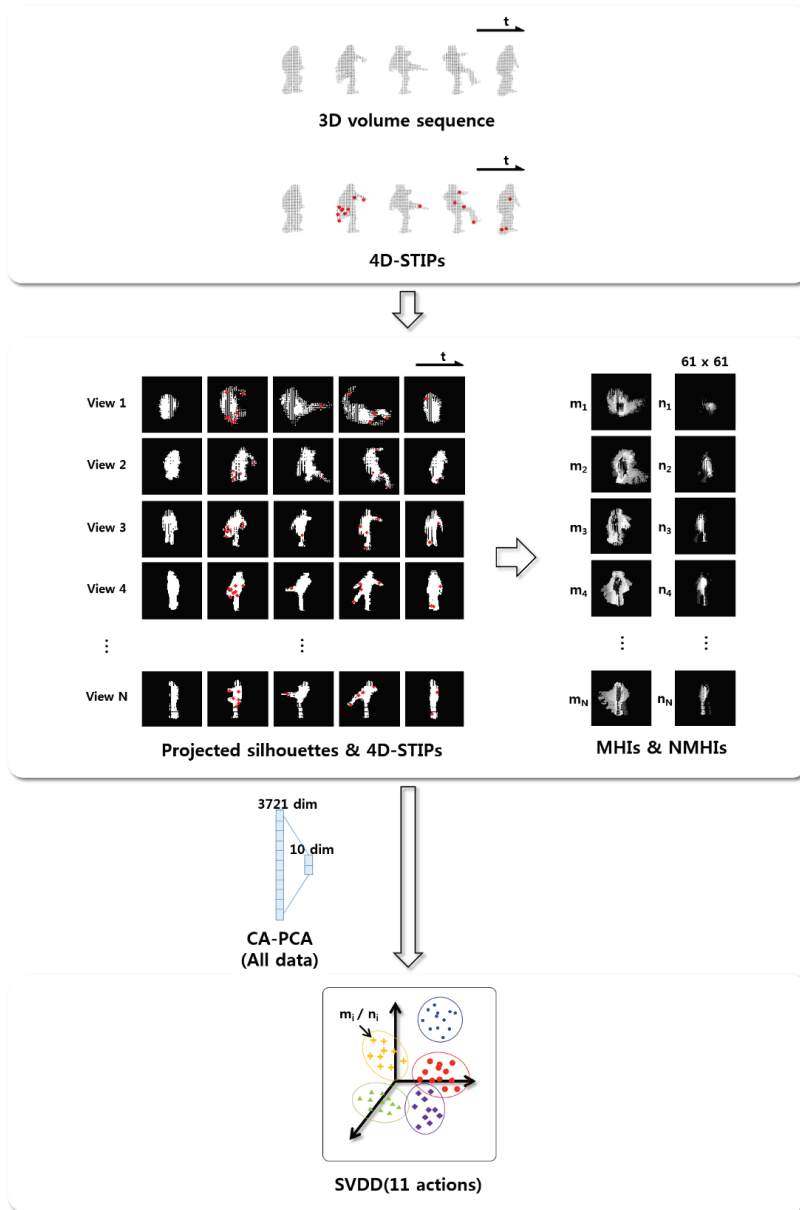 t
3D volume sequence
t
4D-STIPs
t
61 x 61
View 1
m1
n1
View 2
m2
n2
View 3
m3
n3
View 4
m4
n4
⋮ ⋮ ⋮ ⋮
View N
mN
nN
Projected silhouettes & 4D-STIPs
MHIs & NMHIs
3721 dim
10 dim
CA-PCA
(All data)
mi / ni
SVDD(11 actions)